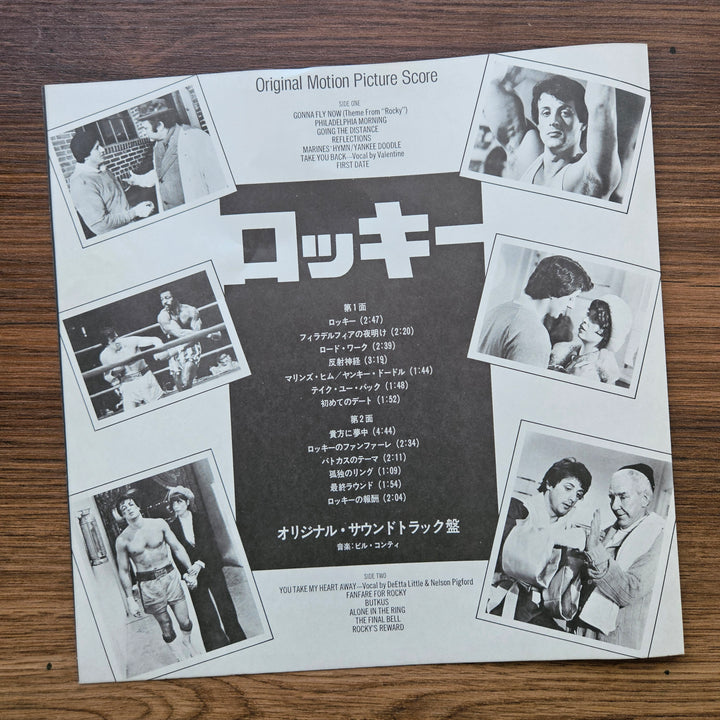 Original Motion Picture Score
SIDE ONE
GONNA FLY NOW (Theme From "Rocky")
PHILADELPHIA MORNING
GOING THE DISTANCE
REFLECTIONS
MARINES' HYMN/YANKEE DOODLE
TAKE YOU BACK—Vocal by Valentine
FIRST DATE
ロッキー
第1面
ロッキー (2:47)
フィラデルフィアの夜明け (2:20)
ロード・ワーク (2:39)
反射神経 (3:19)
マリンズ・ヒム/ヤンキー・ドードル (1:44)
テイク・ユー・バック (1:48)
初めてのデート (1:52)
第2面
貴方に夢中 (4:44)
ロッキーのファンファーレ (2:34)
バトカスのテーマ (2:11)
孤独のリング (1:09)
最終ラウンド (1:54)
ロッキーの報酬 (2:04)
オリジナル・サウンドトラック盤
音楽:ビル・コンティ
SIDE TWO
YOU TAKE MY HEART AWAY—Vocal by DeEtta Little & Nelson Pigford
FANFARE FOR ROCKY
BUTKUS
ALONE IN THE RING
THE FINAL BELL
ROCKY'S REWARD